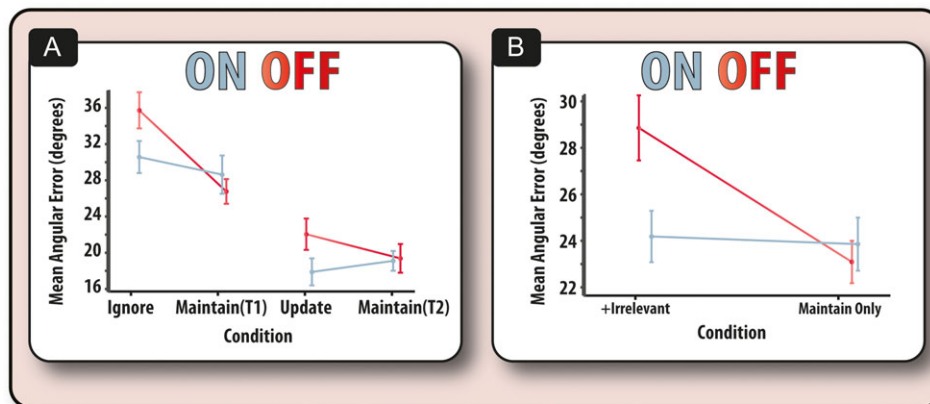 A
ON OFF
Mean Angular Error (degrees)
36
32
28
24
20
16
Ignore Maintain(T1) Update Maintain(T2)
Condition
B
ON OFF
Mean Angular Error (degrees)
30
28
26
24
22
+Irrelevant Maintain Only
Condition